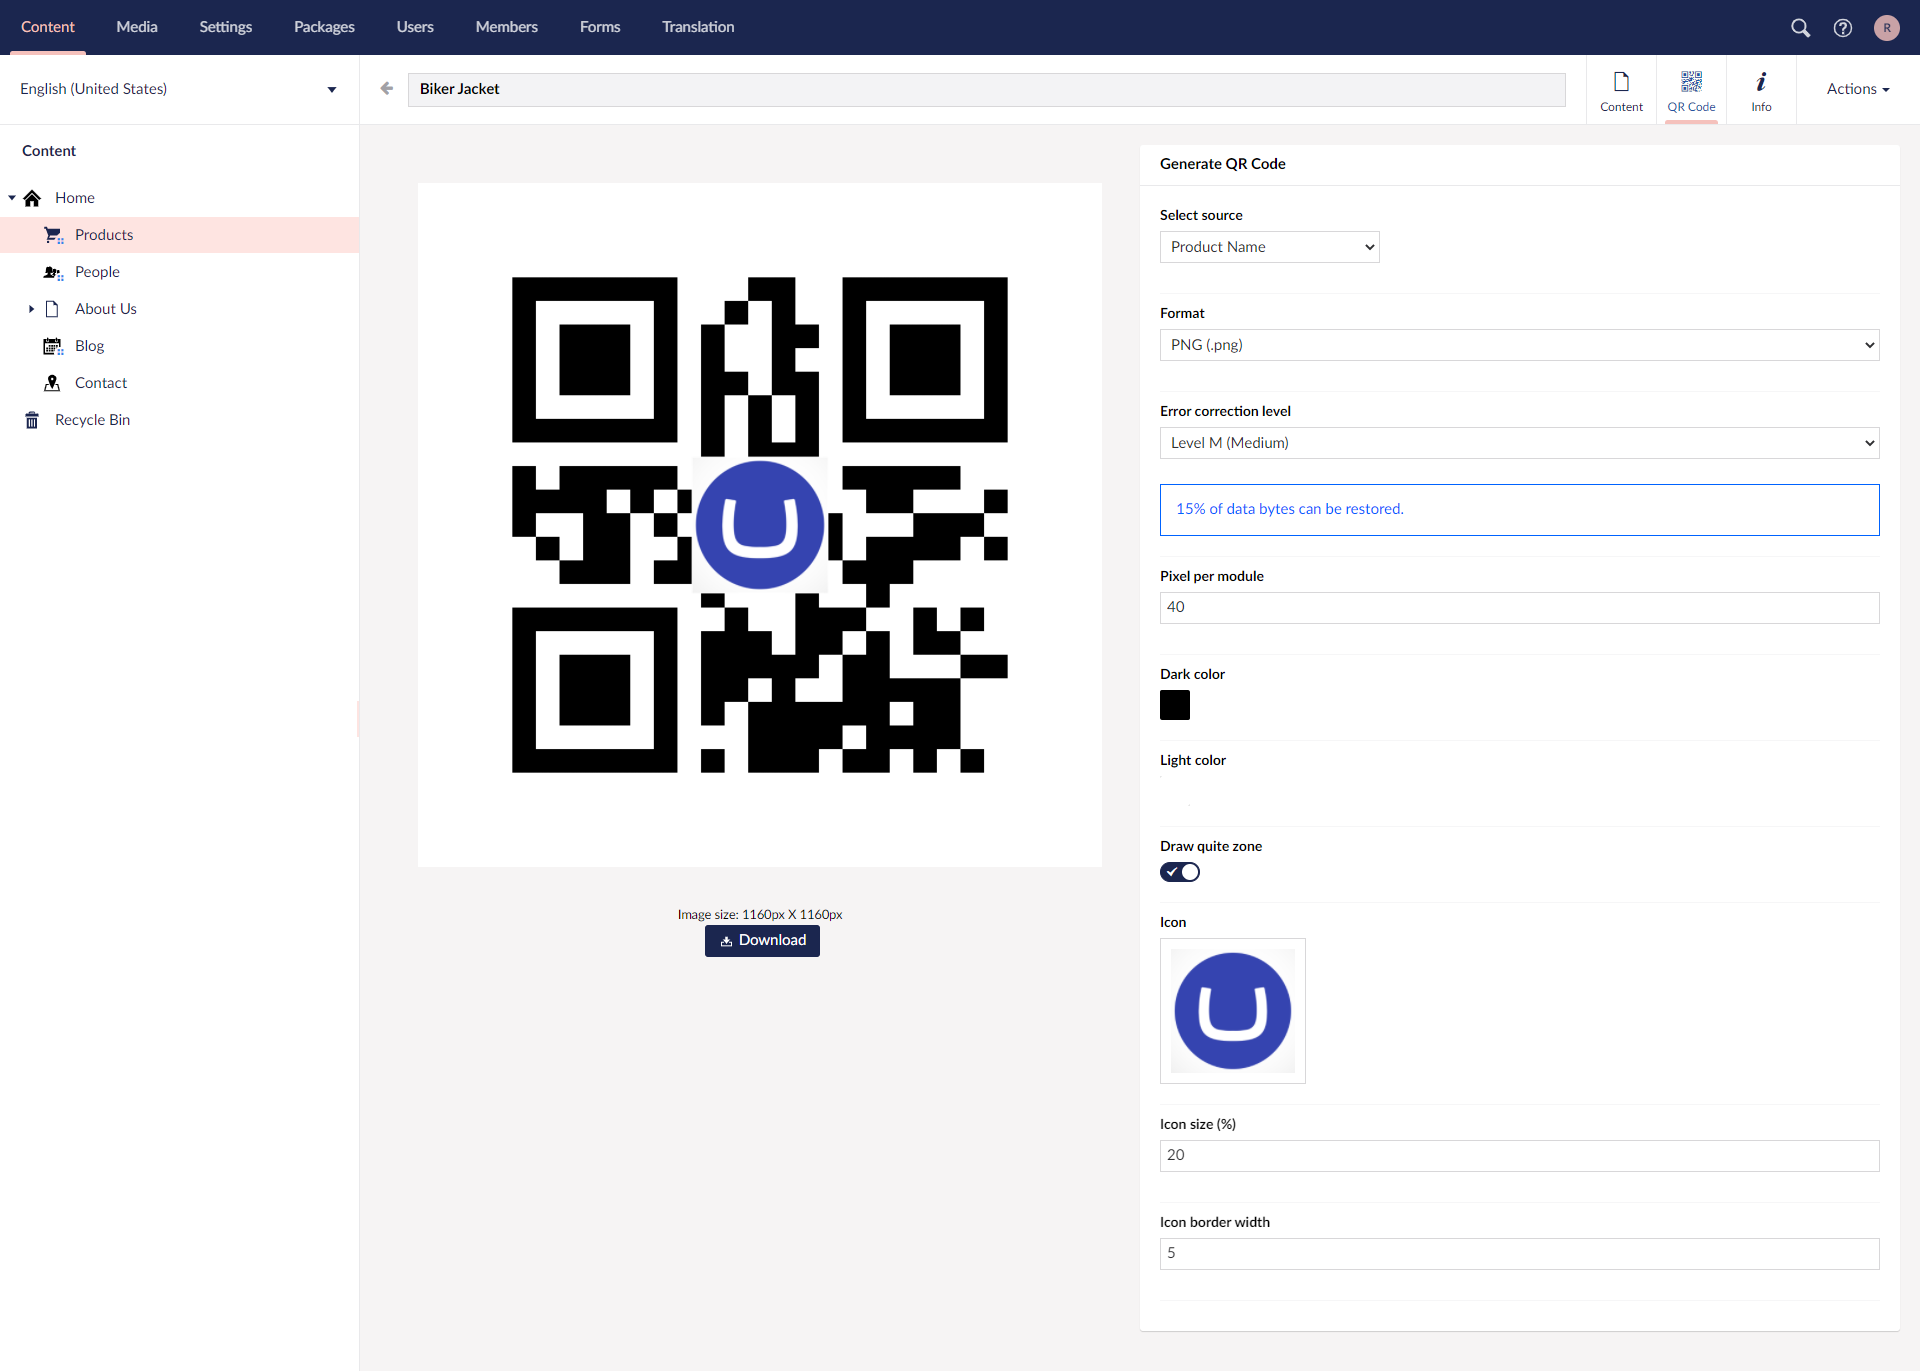 Content Media Settings Packages Users Members Forms Translation R
English (United States)
Biker Jacket
Content QR Code Info
Actions
Content
Home
Products
People
About Us
Blog
Contact
Recycle Bin
Image size: 1160px X 1160px
Download
Generate QR Code
Select source
Product Name
Format
PNG (.png)
Error correction level
Level M (Medium)
15% of data bytes can be restored.
Pixel per module
40
Dark color
Light color
Draw quite zone
Icon
Icon size (%)
20
Icon border width
5